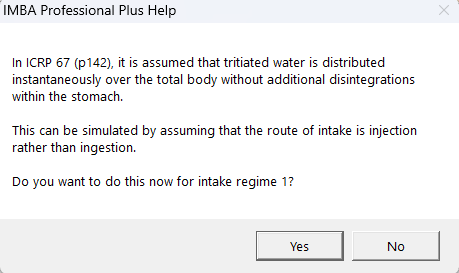 IMBA Professional Plus Help
In ICRP 67 (p142), it is assumed that tritiated water is distributed
instantaneously over the total body without additional disintegrations
within the stomach.
This can be simulated by assuming that the route of intake is injection
rather than ingestion.
Do you want to do this now for intake regime 1?
Yes
No